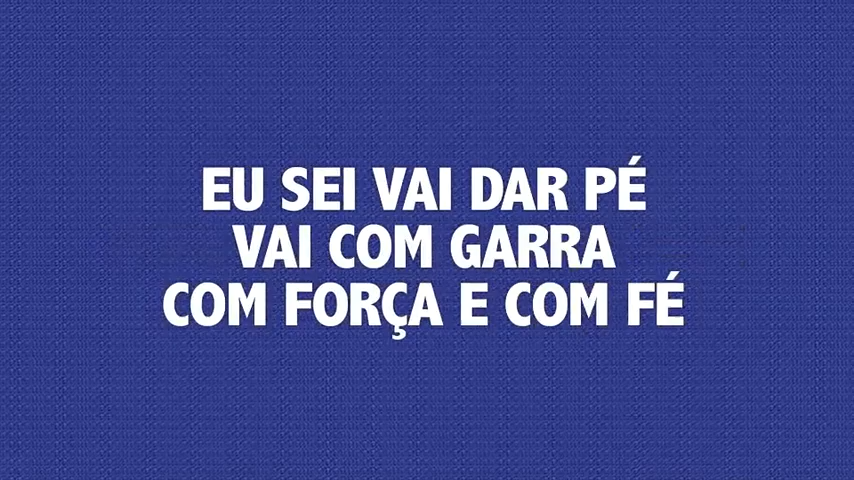 EU SEI VAI DAR PÉ
VAI COM GARRA
COM FORÇA E COM FÉ